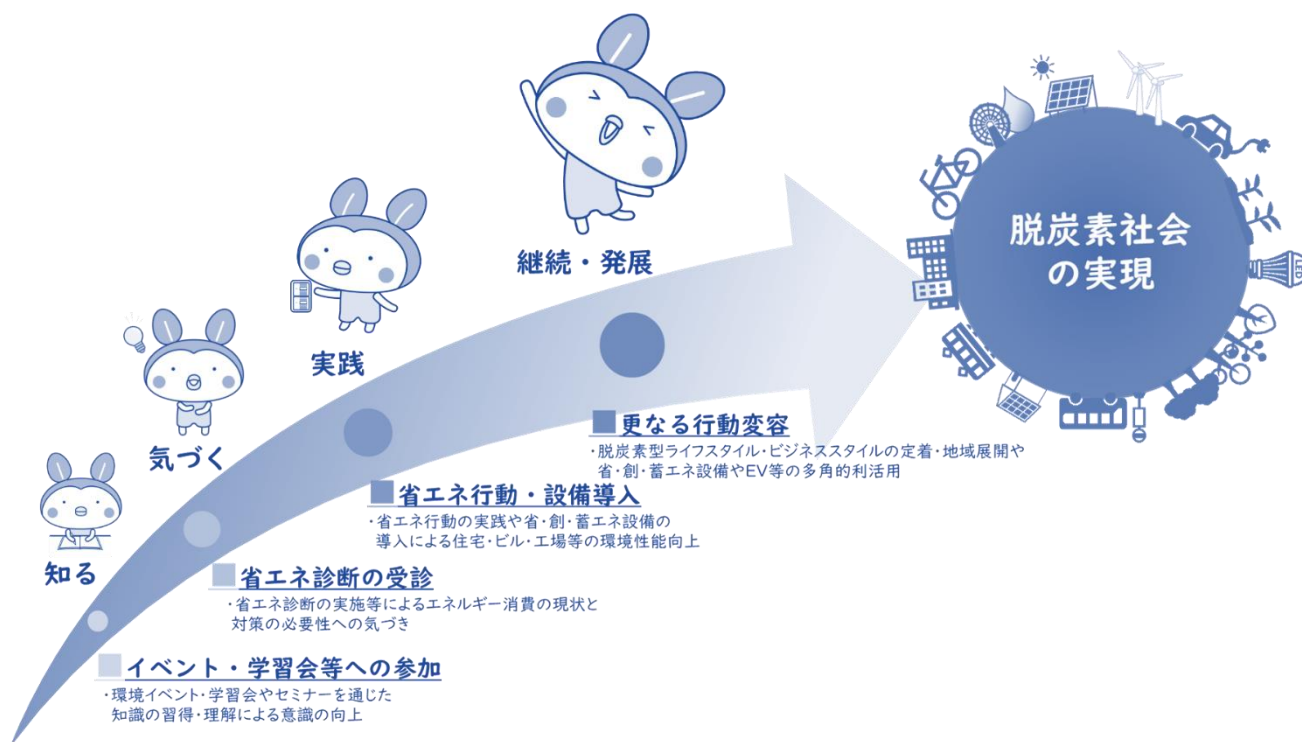 継続・発展
脱炭素社会
の実現
実践
気づく
知る
更なる行動変容
・脱炭素型ライフスタイル・ビジネススタイルの定着・地域展開や
省・創・蓄エネ設備やEV等の多角的利活用
省エネ行動・設備導入
・省エネ行動の実践や省・創・蓄エネ設備の
導入による住宅・ビル・工場等の環境性能向上
省エネ診断の受診
・省エネ診断の実施等によるエネルギー消費の現状と
対策の必要性への気づき
イベント・学習会等への参加
・環境イベント・学習会やセミナーを通じた
知識の習得・理解による意識の向上
LED